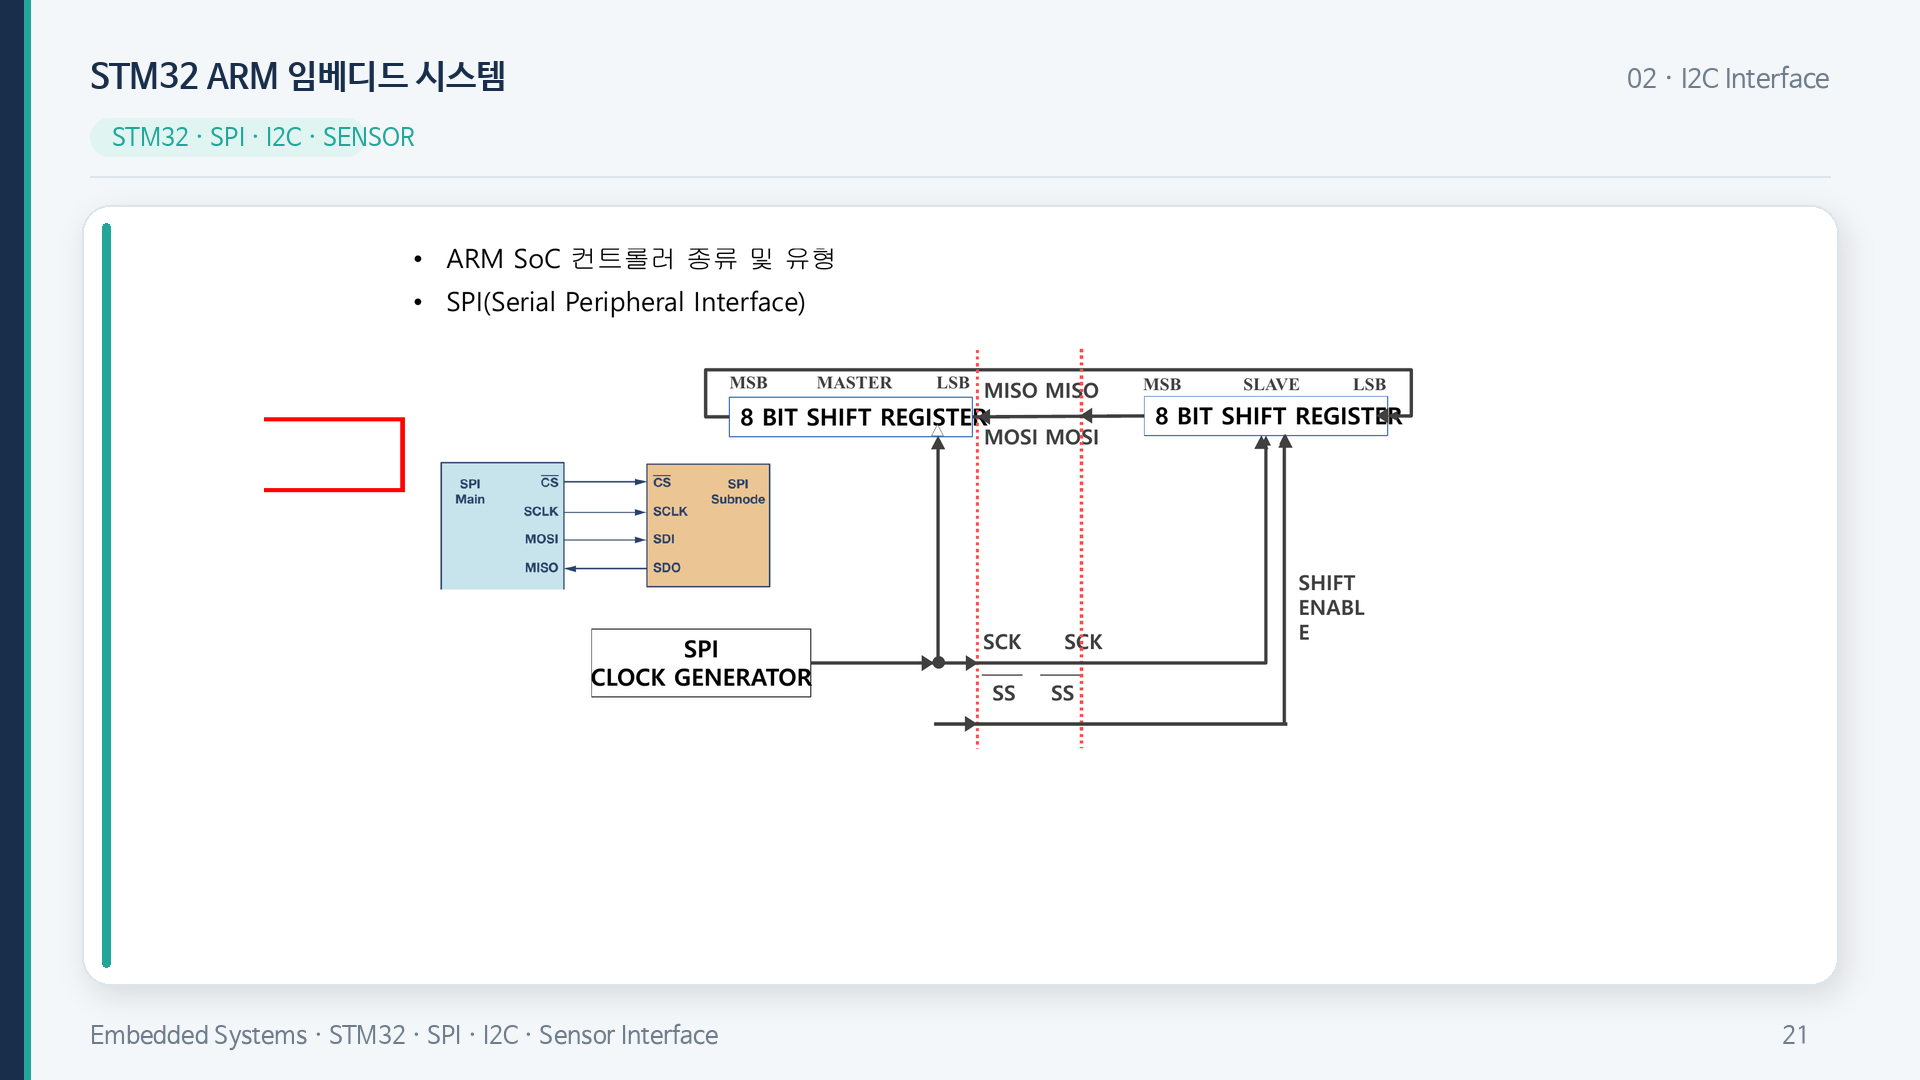 STM32 ARM 임베디드 시스템
02 · I2C Interface
STM32 · SPI · I2C · SENSOR
• ARM SoC 컨트롤러 종류 및 유형
• SPI(Serial Peripheral Interface)
MSB MASTER LSB
MISO MISO
MSB SLAVE LSB
8 BIT SHIFT REGISTER
8 BIT SHIFT REGISTER
MOSI MOSI
SPI
Main
CS
SCLK
MOSI
MISO
CS
SCLK
SDI
SDO
SPI
Subnode
SHIFT
ENABL
E
SPI
CLOCK GENERATOR
SCK SCK
SS SS
Embedded Systems · STM32 · SPI · I2C · Sensor Interface
21